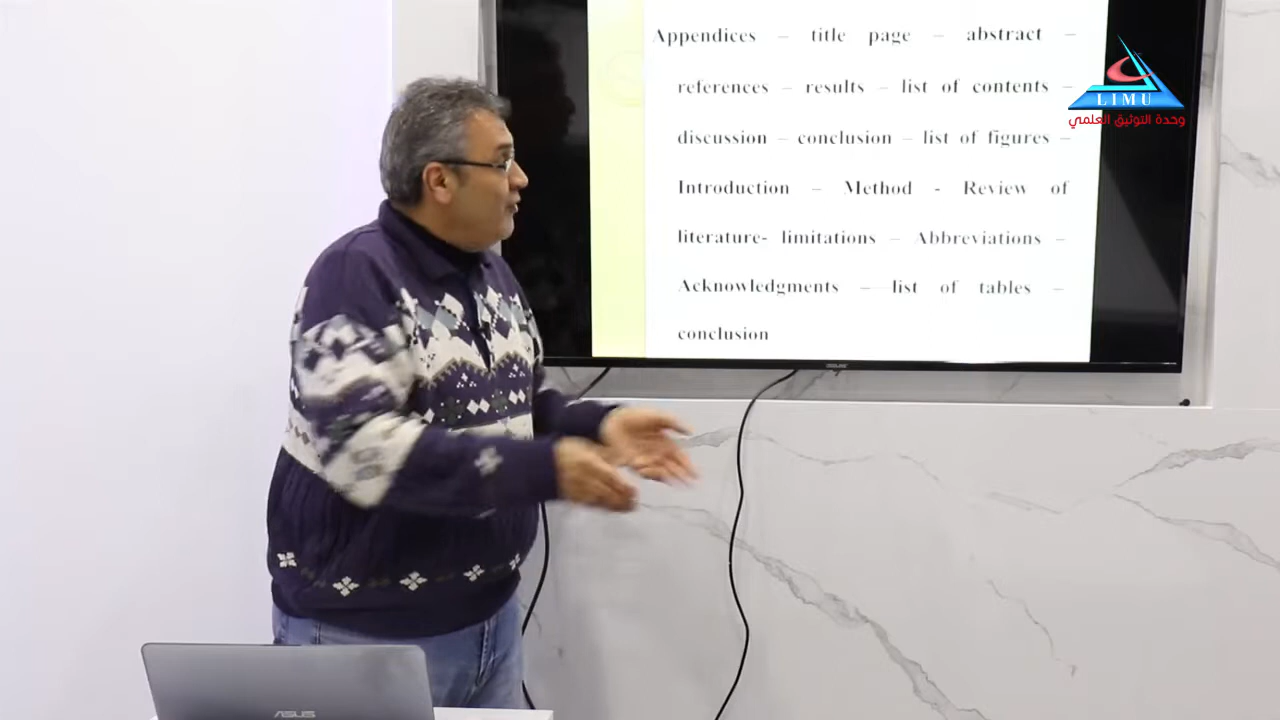 Appendices – title page – abstract –
references – results – list of contents –
discussion – conclusion – list of figures –
Introduction – Method - Review of
literature- limitations – Abbreviations –
Acknowledgments – list of tables –
conclusion
LIMU
وحدة التوثيق العلمي
ASUS